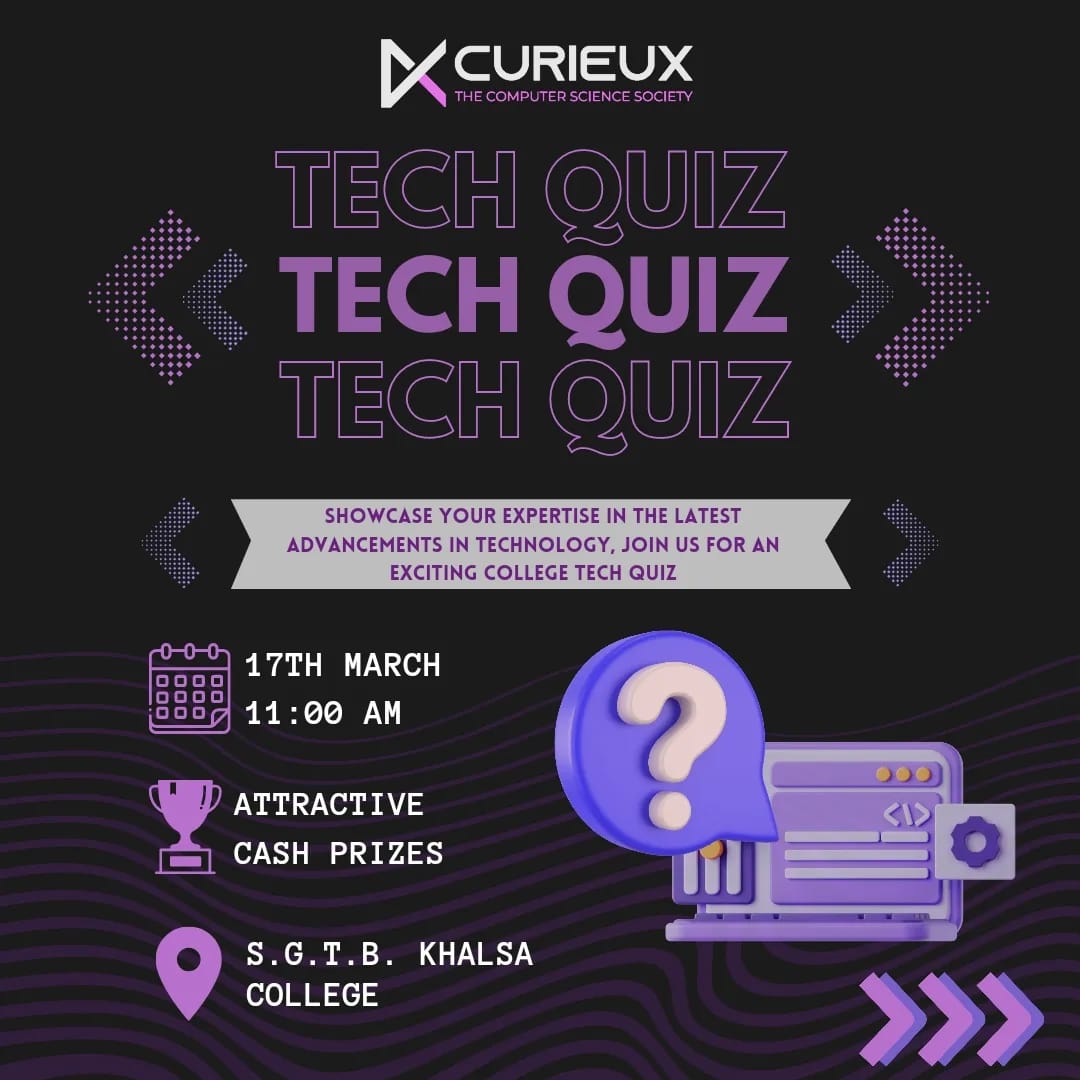 CURIEUX
THE COMPUTER SCIENCE SOCIETY
TECH QUIZ
TECH QUIZ
TECH QUIZ
SHOWCASE YOUR EXPERTISE IN THE LATEST
ADVANCEMENTS IN TECHNOLOGY, JOIN US FOR AN
EXCITING COLLEGE TECH QUIZ
17TH MARCH
11:00 AM
ATTRACTIVE
CASH PRIZES
S.G.T.B. KHALSA
COLLEGE
?
<\>